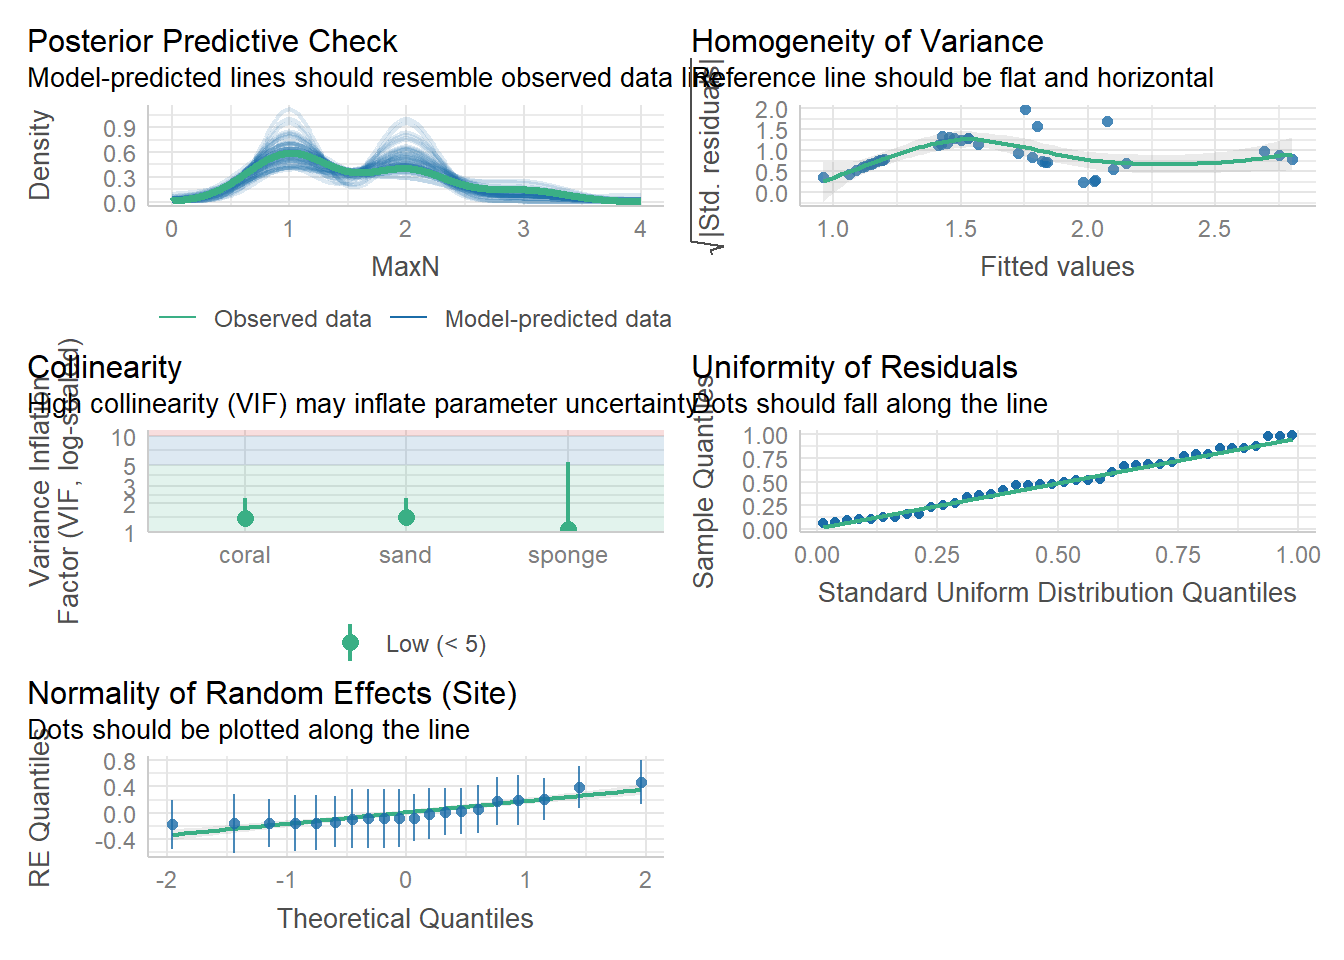 Posterior Predictive Check
Model-predicted lines should resemble observed data line
Density
0.9
0.6
0.3
0.0
0 1 2 3 4
MaxN
Observed data Model-predicted data
Homogeneity of Variance
Reference line should be flat and horizontal
√|Std. residuals|
2.0
1.5
1.0
0.5
0.0
1.0 1.5 2.0 2.5
Fitted values
Collinearity
High collinearity (VIF) may inflate parameter uncertainty
Variance Inflation
Factor (VIF, log-scaled)
10
5
2
1
coral sand sponge
Low (< 5)
Uniformity of Residuals
Dots should fall along the line
Sample Quantiles
1.00
0.75
0.50
0.25
0.00
0.00 0.25 0.50 0.75 1.00
Standard Uniform Distribution Quantiles
Normality of Random Effects (Site)
Dots should be plotted along the line
RE Quantiles
0.8
0.4
0.0
-0.4
-2 -1 0 1 2
Theoretical Quantiles